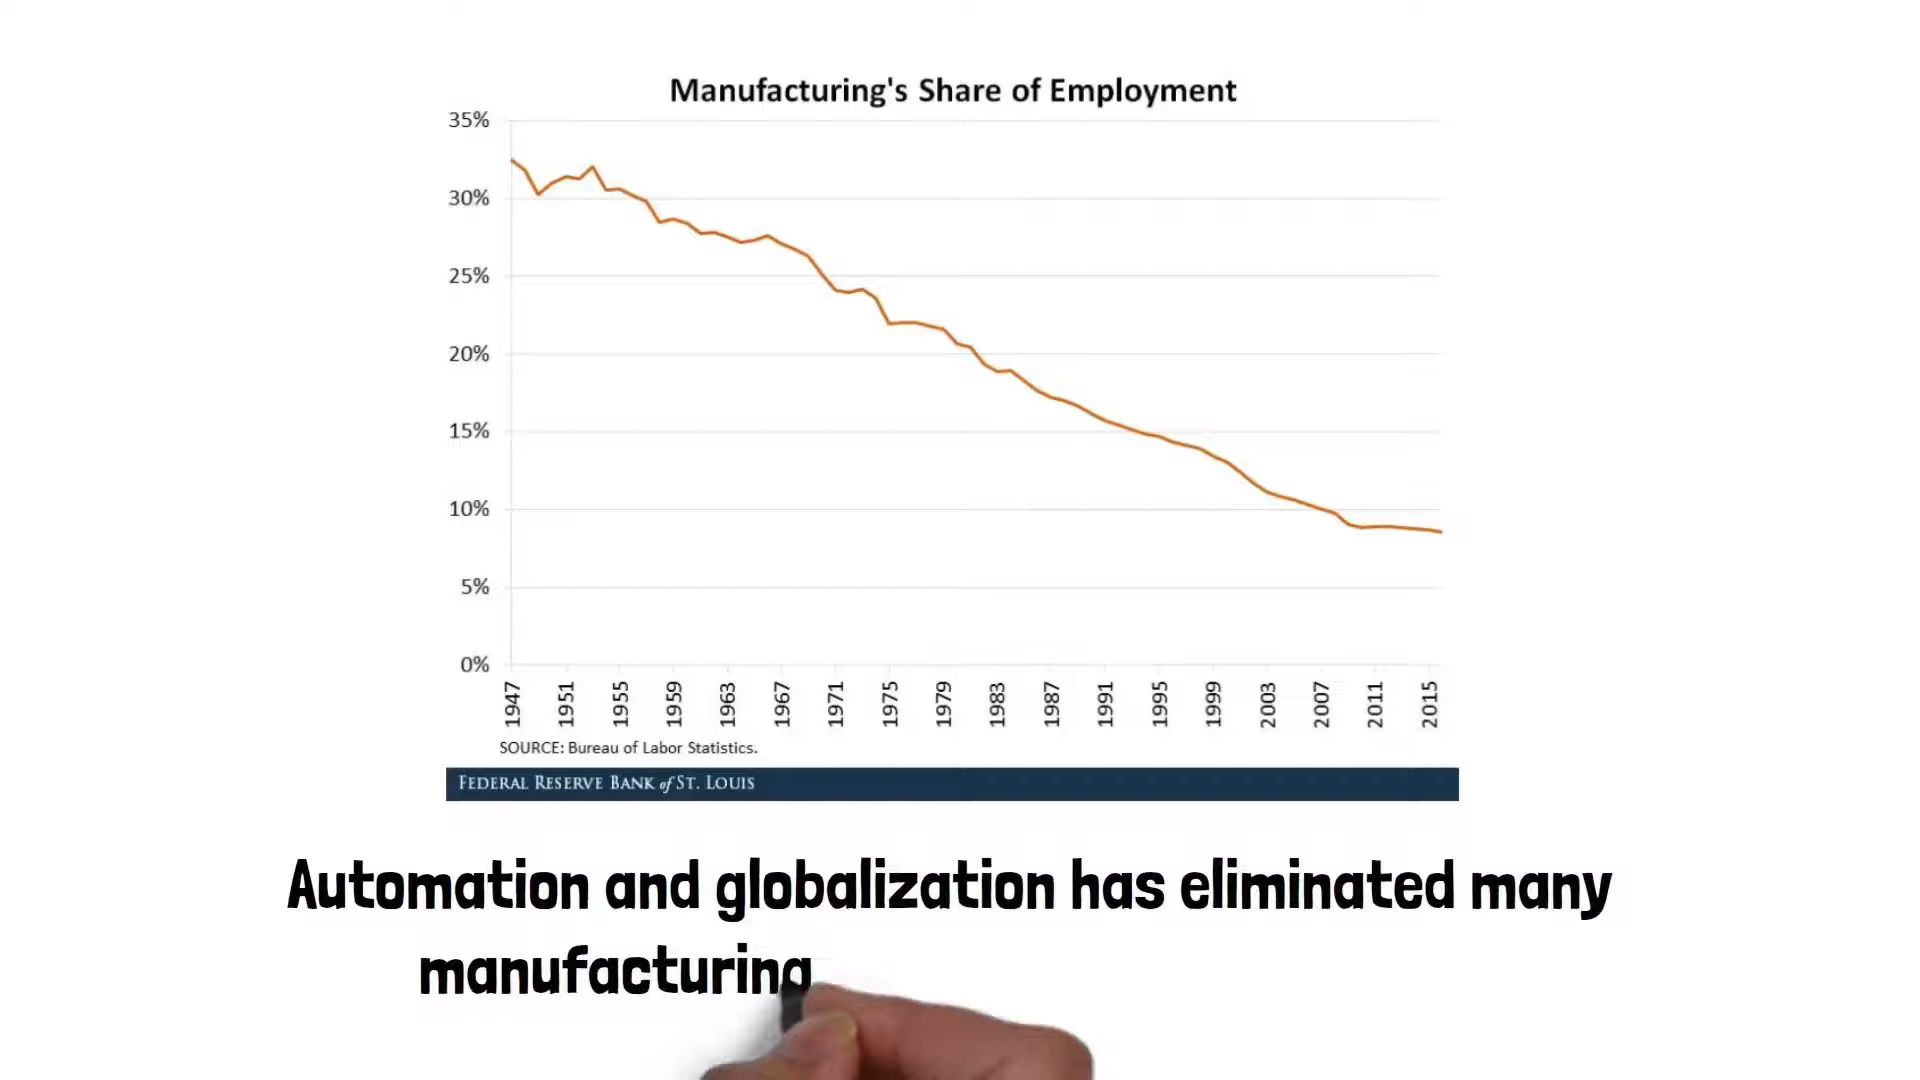 Manufacturing's Share of Employment
35%
30%
25%
20%
15%
10%
5%
0%
1947 1951 1955 1959 1963 1967 1971 1975 1979 1983 1987 1991 1995 1999 2003 2007 2011 2015
SOURCE: Bureau of Labor Statistics.
FEDERAL RESERVE BANK of ST. LOUIS
Automation and globalization has eliminated many
manufacturing